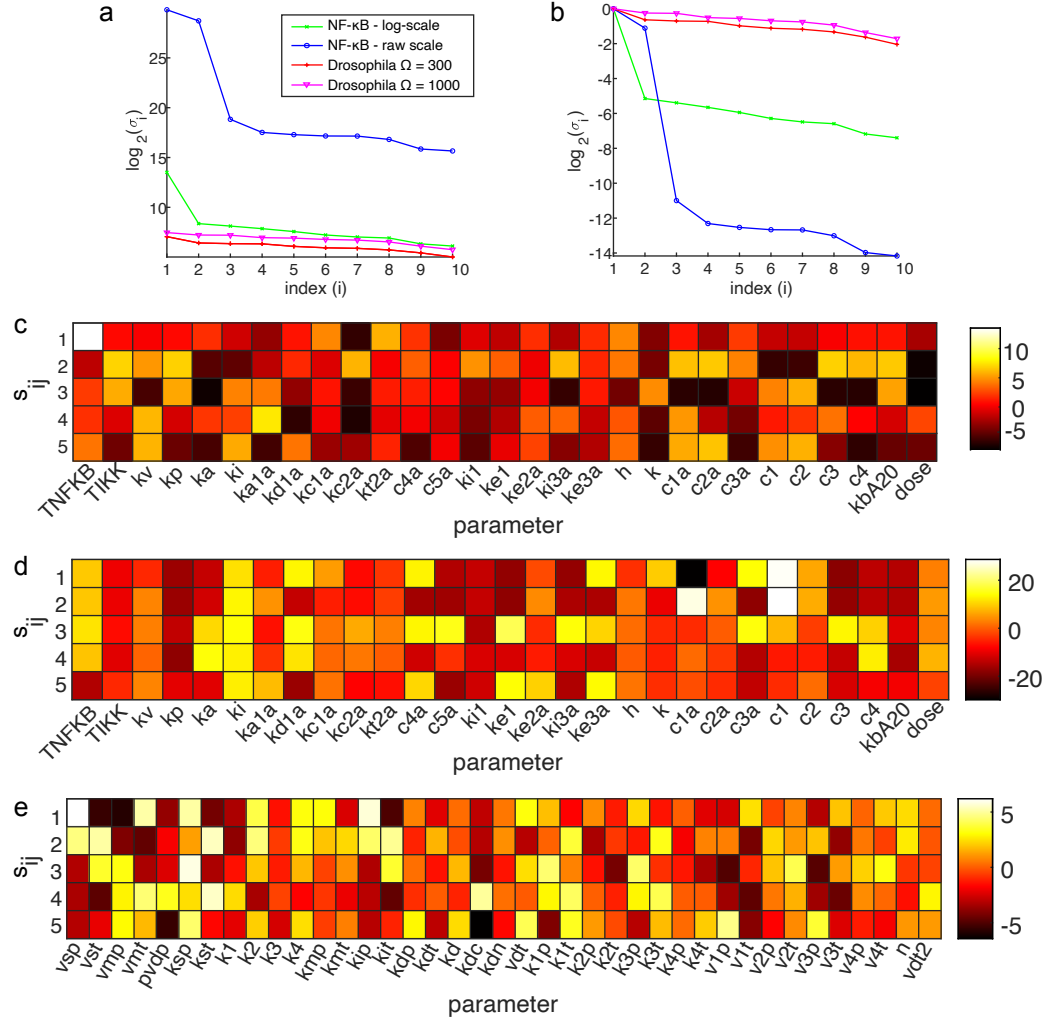 a
b
NF-κB - log-scale
NF-κB - raw scale
Drosophila Ω = 300
Drosophila Ω = 1000
log 2(σi)
30
25
20
15
10
1 2 3 4 5 6 7 8 9 10
index (i)
log 2(σi)
0
-2
-4
-6
-8
-10
-12
-14
1 2 3 4 5 6 7 8 9 10
index (i)
c
s ij
1
2
3
4
5
TNFKB TIKK kv kp ka ki ka1a kd1a kc1a kc2a kt2a c4a c5a ki1 ke1 ke2a ki3a ke3a h k c1a c2a c3a c1 c2 c3 c4 kbA20 dose
parameter
10
5
0
-5
d
s ij
1
2
3
4
5
TNFKB TIKK kv kp ka ki ka1a kd1a kc1a kc2a kt2a c4a c5a ki1 ke1 ke2a ki3a ke3a h k c1a c2a c3a c1 c2 c3 c4 kbA20 dose
parameter
20
0
-20
e
s ij
1
2
3
4
5
vsp vst vmp vmt pvdp ksp kst k1 k2 k3 k4 kmp kmt kip kit kdp kdt kd kdc kdn vdt k1p k1t k2p k2t k3p k3t k4p k4t v1p v1t v2p v2t v3p v3t v4p v4t n vdt2
parameter
5
0
-5